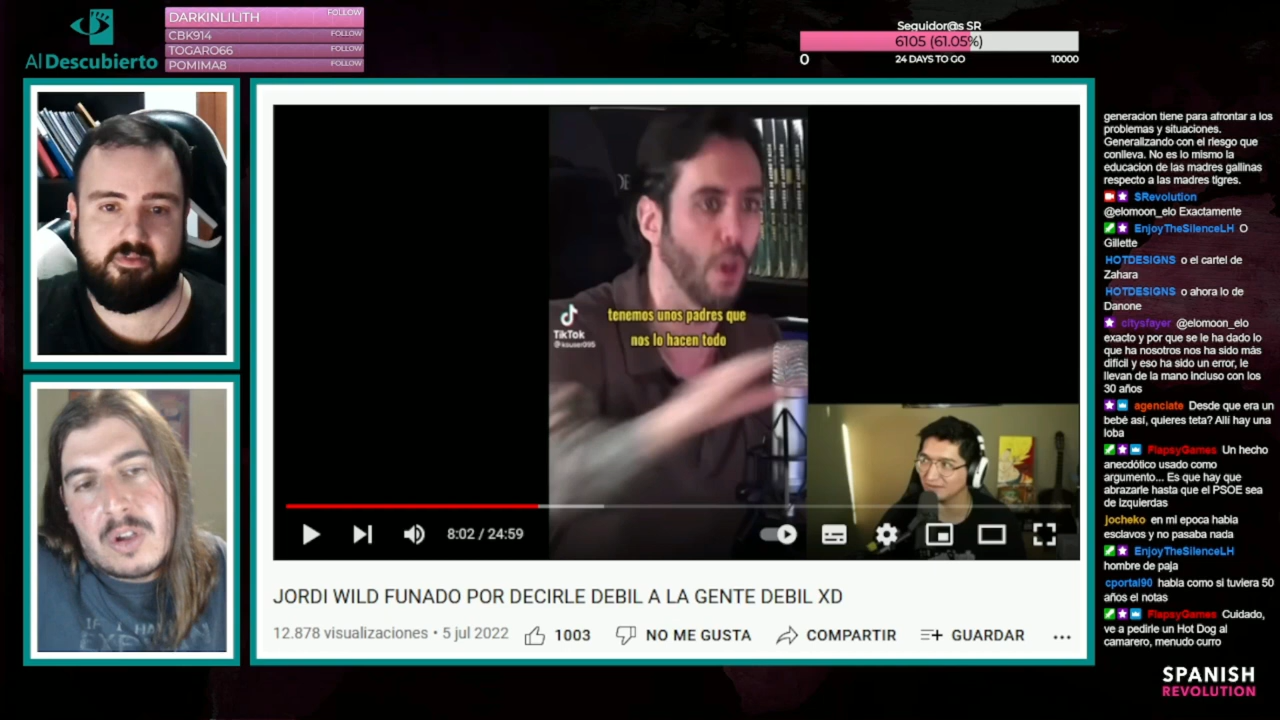 Al Descubierto
DARKINLILITH FOLLOW
CBK914 FOLLOW
TOGARO66 FOLLOW
POMIMA8 FOLLOW
Seguidor@s SR
6105 (61.05%)
0 24 DAYS TO GO 10000
TikTok
tenemos unos padres que
nos lo hacen todo
8:02 / 24:59
JORDI WILD FUNADO POR DECIRLE DEBIL A LA GENTE DEBIL XD
12.878 visualizaciones • 5 jul 2022 1003 NO ME GUSTA COMPARTIR GUARDAR ...
generacion tiene para afrontar a los
problemas y situaciones.
Generalizando con el riesgo que
conlleva. No es lo mismo la
educacion de las madres gallinas
respecto a las madres tigres.
SRevolution
@elomoon_elo Exactamente
EnjoyTheSilenceLH O
Gillette
HOTDESIGNS o el cartel de
Zahara
HOTDESIGNS o ahora lo de
Danone
citysfayer @elomoon_elo
exacto y por que se le ha dado lo
que ha nosotros nos ha sido más
difícil y eso ha sido un error, le
llevan de la mano incluso con los
30 años
agenciate Desde que era un
bebé así, quieres teta? Allí hay una
loba
FlapsyGames Un hecho
anecdótico usado como
argumento... Es que hay que
abrazarle hasta que el PSOE sea
de izquierdas
jocheko en mi epoca habia
esclavos y no pasaba nada
EnjoyTheSilenceLH
hombre de paja
cportal90 habla como si tuviera 50
años el notas
FlapsyGames Cuidado,
ve a pedirle un Hot Dog al
camarero, menudo curro
SPANISH
REVOLUTION